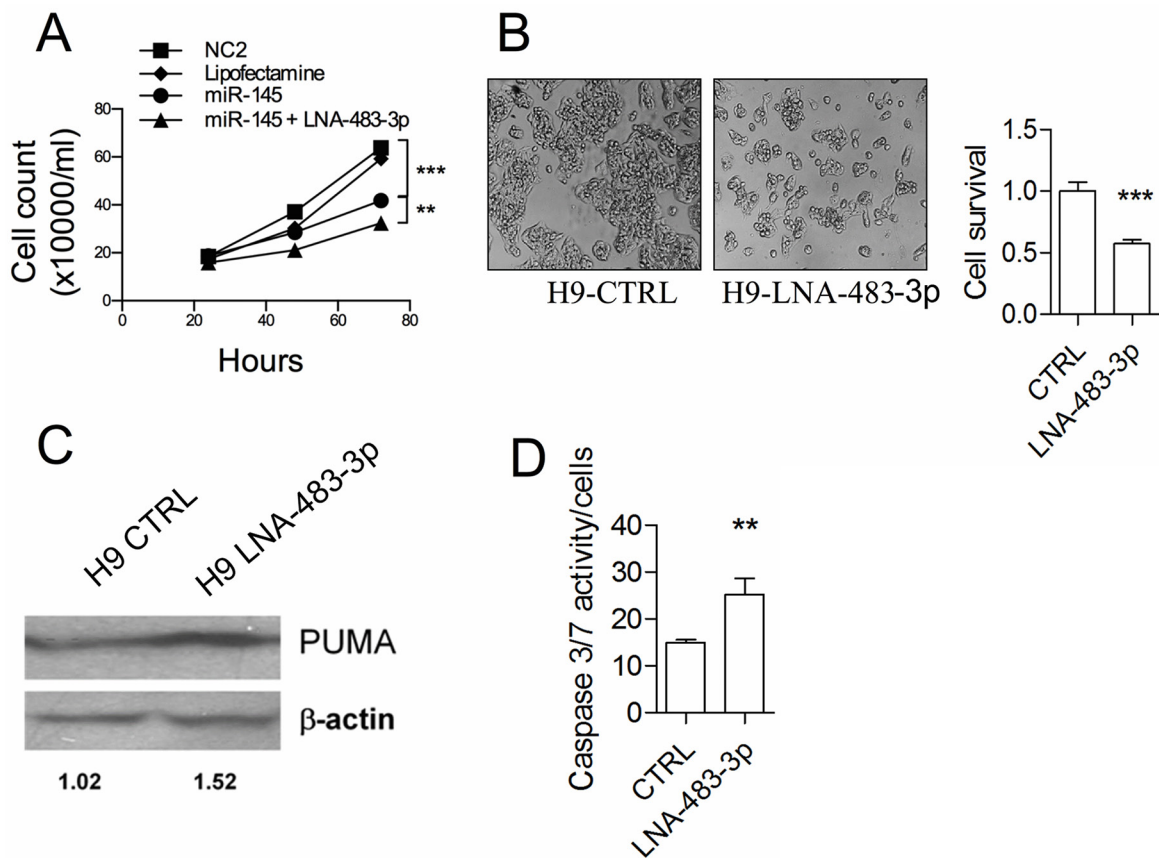 A
NC2
Lipofectamine
miR-145
miR-145 + LNA-483-3p
Cell count
(x10000/ml)
80
60
40
20
0
0 20 40 60 80
***
**
Hours
B
H9-CTRL
H9-LNA-483-3p
Cell survival
1.5
1.0
0.5
0.0
***
CTRL
LNA-483-3p
C
H9 CTRL
H9 LNA-483-3p
PUMA
β-actin
1.02 1.52
D
Caspase 3/7 activity/cells
40
30
20
10
0
**
CTRL
LNA-483-3p